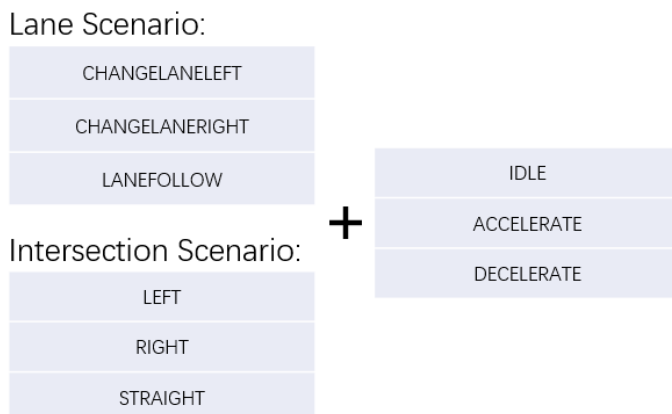 Lane Scenario:
CHANGELANELEFT
CHANGELANERIGHT
LANEFOLLOW
Intersection Scenario:
LEFT
RIGHT
STRAIGHT
+
IDLE
ACCELERATE
DECELERATE